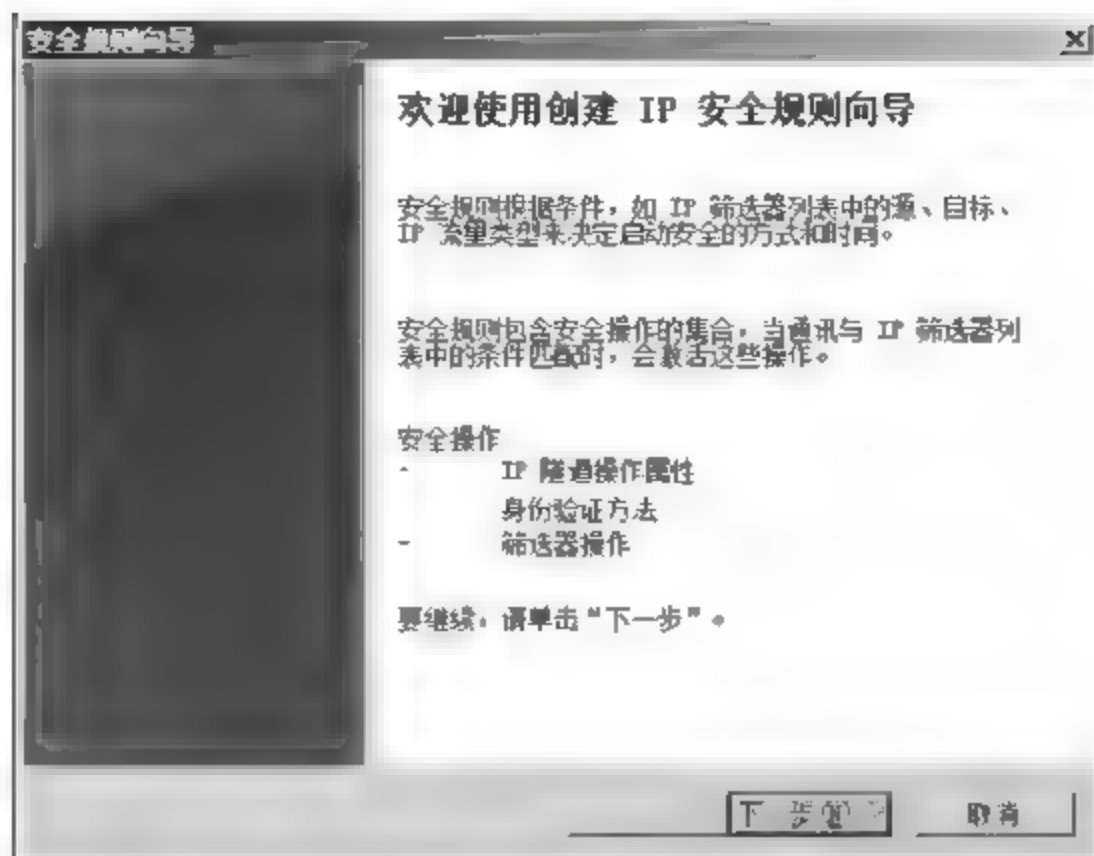 安全规则向导
欢迎使用创建 IP 安全规则向导
安全规则根据条件，如 IP 筛选器列表中的源、目标、
IP 流量类型来决定启动安全的方式和时间。
安全规则包含安全操作的集合，当通讯与 IP 筛选器列
表中的条件匹配时，会激活这些操作。
安全操作
-	IP 隧道操作属性
身份验证方法
-	筛选器操作
要继续，请单击“下一步”。
下一步(N) >
取消